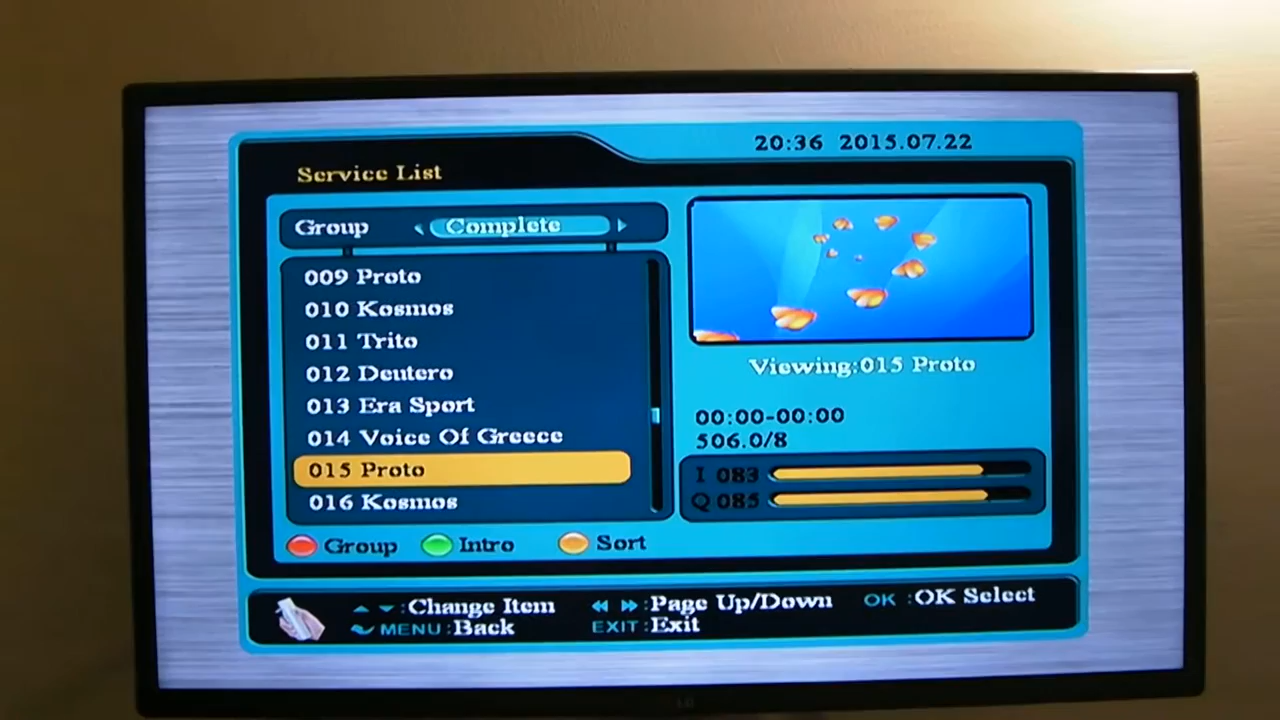 20:36 2015.07.22
Service List
Group Complete
009 Proto
010 Kosmos
011 Trito
012 Deutero
013 Era Sport
014 Voice Of Greece
015 Proto
016 Kosmos
Viewing:015 Proto
00:00-00:00
506.0/8
I 083
Q 085
Group Intro Sort
:Change Item :Page Up/Down OK :OK Select
MENU :Back EXIT :Exit
LG